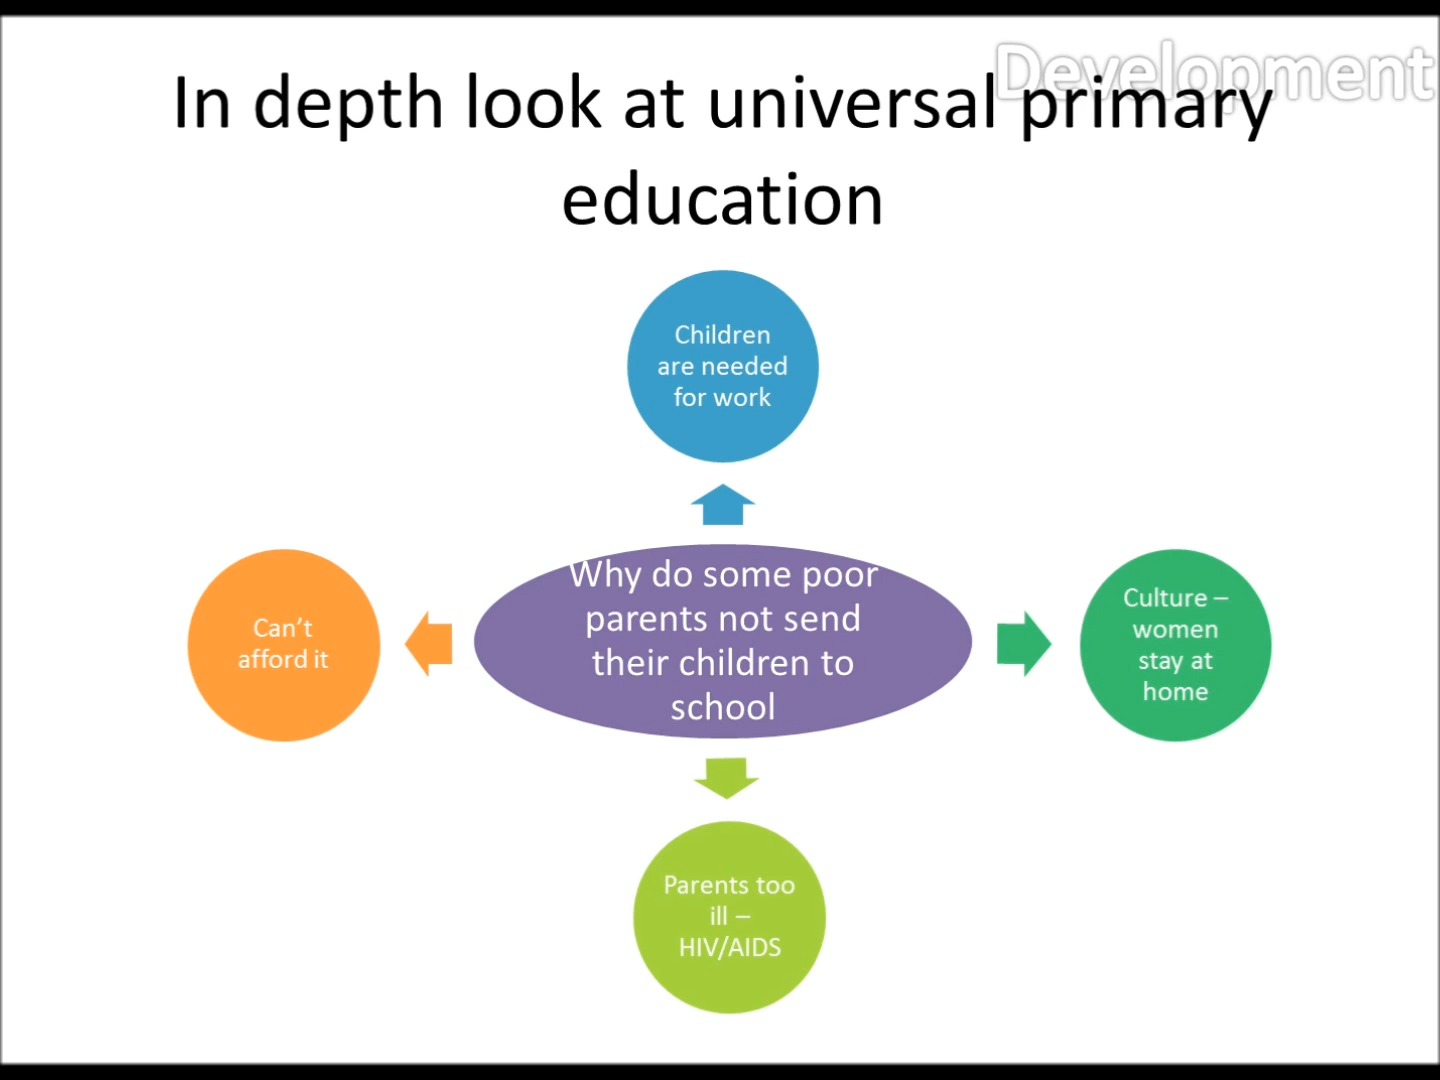 Development
In depth look at universal primary
education
Children
are needed
for work
Can't
afford it
Why do some poor
parents not send
their children to
school
Culture –
women
stay at
home
Parents too
ill –
HIV/AIDS